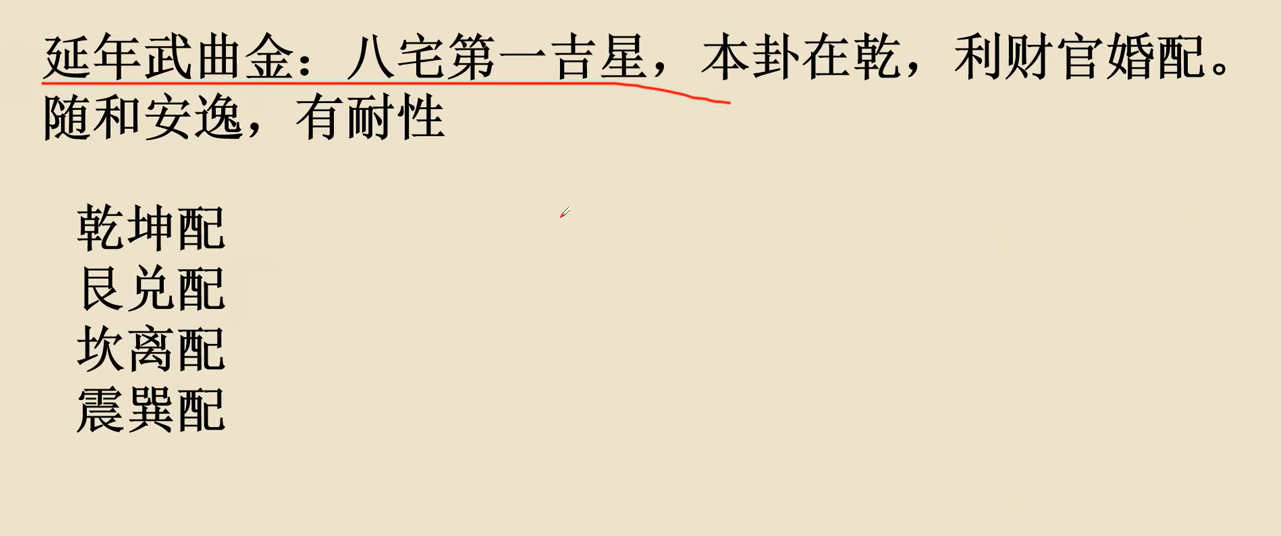 延年武曲金：八宅第一吉星，本卦在乾，利财官婚配。
随和安逸，有耐性
乾坤配
艮兑配
坎离配
震巽配